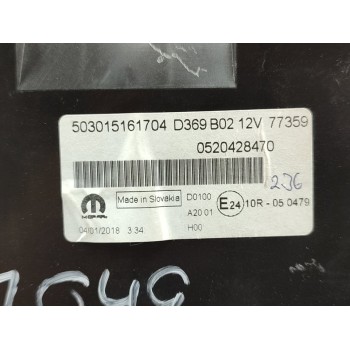 503015161704 D369 B02 12V 77359
0520428470
236
MOPAR
Made in Slovakia
D0100
A20 01
H00
E24
10R - 05 0479
04/01/2018 3:34